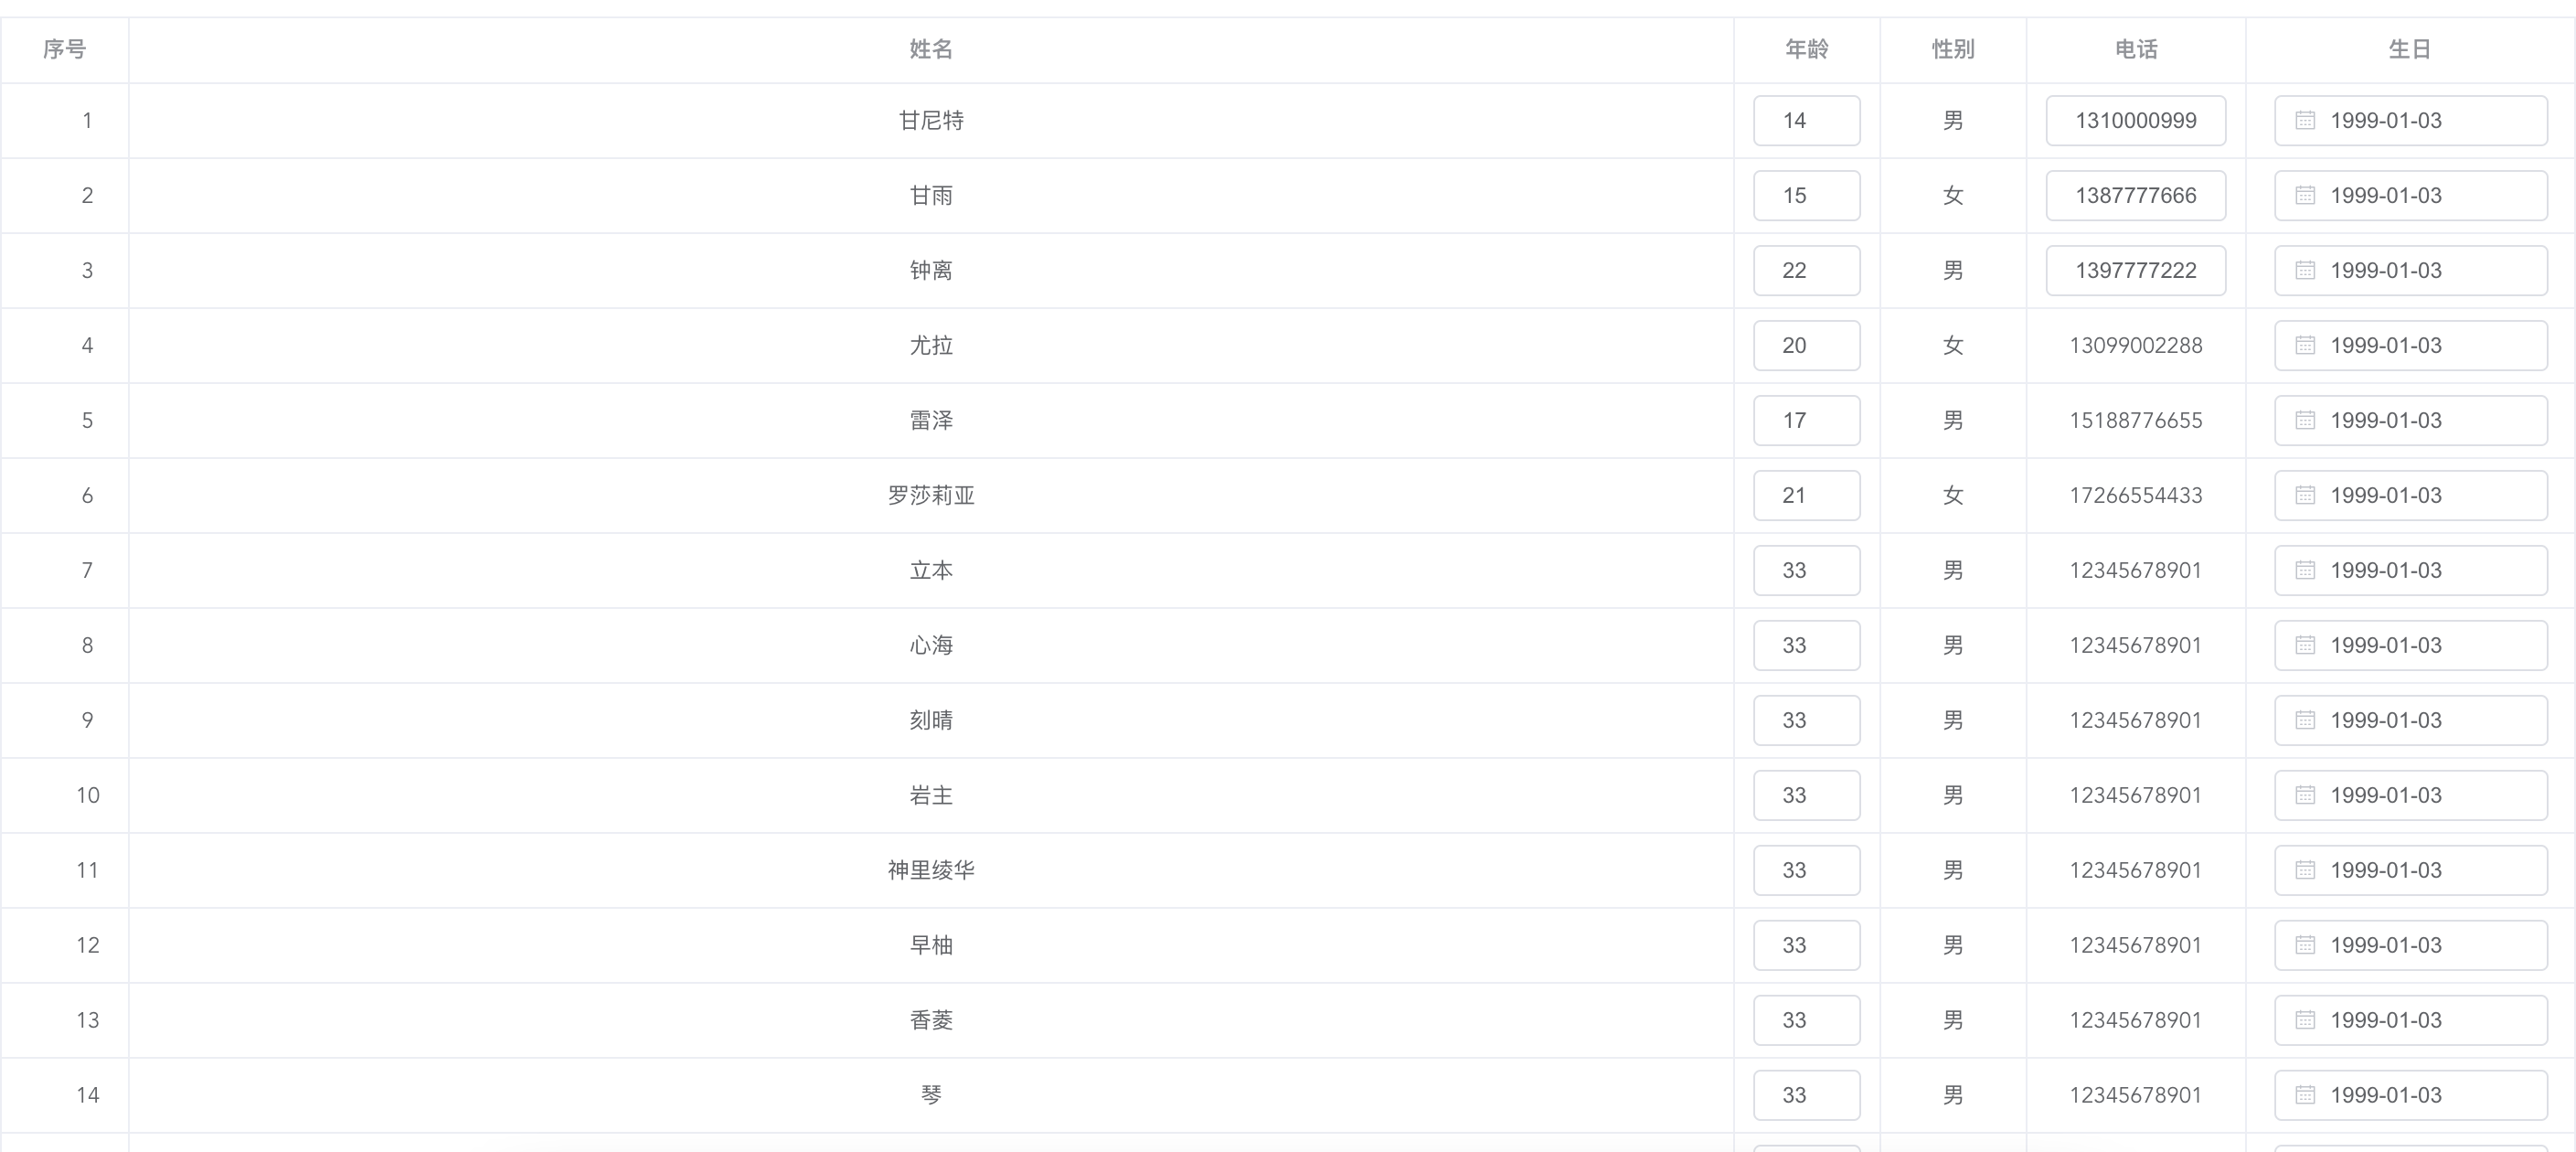 序号 姓名 年龄 性别 电话 生日
1 甘尼特 14 男 1310000999 1999-01-03
2 甘雨 15 女 1387777666 1999-01-03
3 钟离 22 男 1397777222 1999-01-03
4 尤拉 20 女 13099002288 1999-01-03
5 雷泽 17 男 15188776655 1999-01-03
6 罗莎莉亚 21 女 17266554433 1999-01-03
7 立本 33 男 12345678901 1999-01-03
8 心海 33 男 12345678901 1999-01-03
9 刻晴 33 男 12345678901 1999-01-03
10 岩主 33 男 12345678901 1999-01-03
11 神里绫华 33 男 12345678901 1999-01-03
12 早柚 33 男 12345678901 1999-01-03
13 香菱 33 男 12345678901 1999-01-03
14 琴 33 男 12345678901 1999-01-03